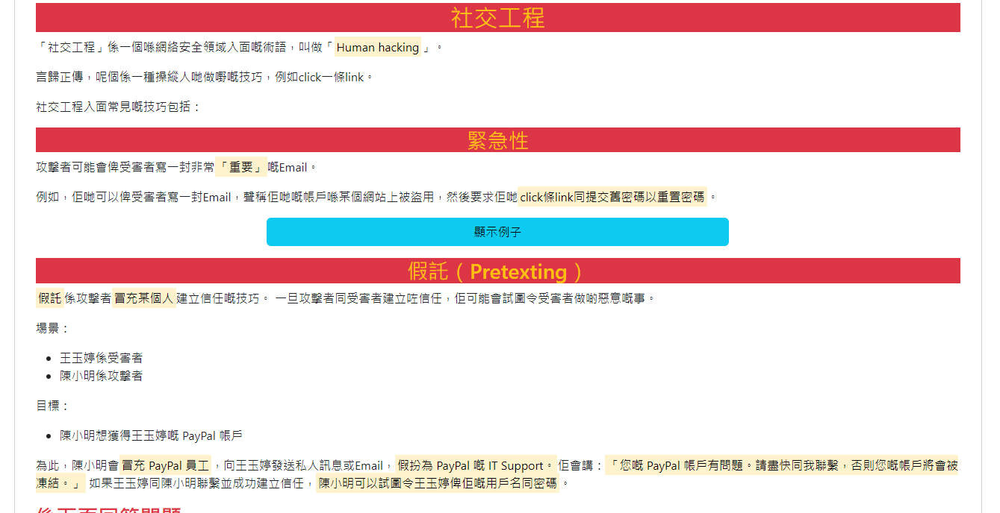 社交工程
「社交工程」係一個喺網絡安全領域入面嘅術語，叫做「Human hacking」。
言歸正傳，呢個係一種操縱人哋做嘢嘅技巧，例如click一條link。
社交工程入面常見嘅技巧包括：
緊急性
攻擊者可能會俾受害者寫一封非常「重要」嘅Email。
例如，佢哋可以俾受害者寫一封Email，聲稱佢哋嘅帳戶喺某個網站上被盜用，然後要求佢哋click條link同提交舊密碼以重置密碼。
顯示例子
假託（Pretexting）
假託係攻擊者冒充某個人建立信任嘅技巧。 一旦攻擊者同受害者建立咗信任，佢可能會試圖令受害者做啲惡意嘅事。
場景：
• 王玉婷係受害者
• 陳小明係攻擊者
目標：
• 陳小明想獲得王玉婷嘅 PayPal 帳戶
為此，陳小明會冒充 PayPal 員工，向王玉婷發送私人訊息或Email，假扮為 PayPal 嘅 IT Support。佢會講：「您嘅 PayPal 帳戶有問題。請盡快同我聯繫，否則您嘅帳戶將會被
凍結。」 如果王玉婷同陳小明聯繫並成功建立信任，陳小明可以試圖令王玉婷俾佢嘅用戶名同密碼。